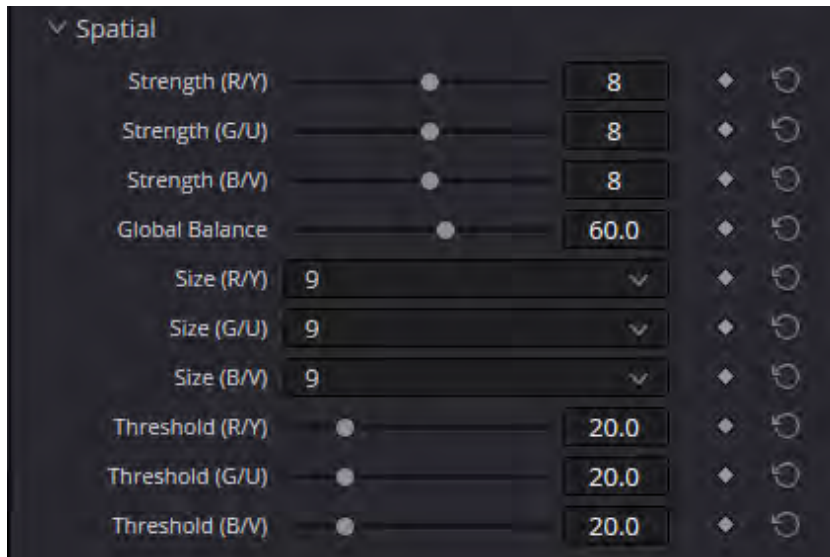 Spatial
Strength (R/Y) 8
Strength (G/U) 8
Strength (B/V) 8
Global Balance 60.0
Size (R/Y) 9
Size (G/U) 9
Size (B/V) 9
Threshold (R/Y) 20.0
Threshold (G/U) 20.0
Threshold (B/V) 20.0